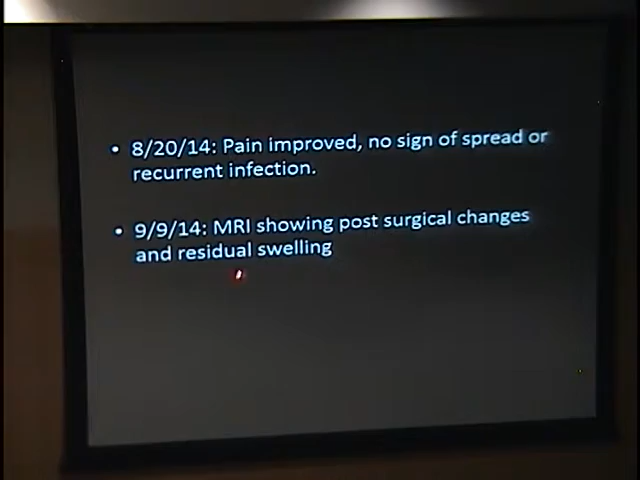 • 8/20/14: Pain improved, no sign of spread or
recurrent infection.
• 9/9/14: MRI showing post surgical changes
and residual swelling